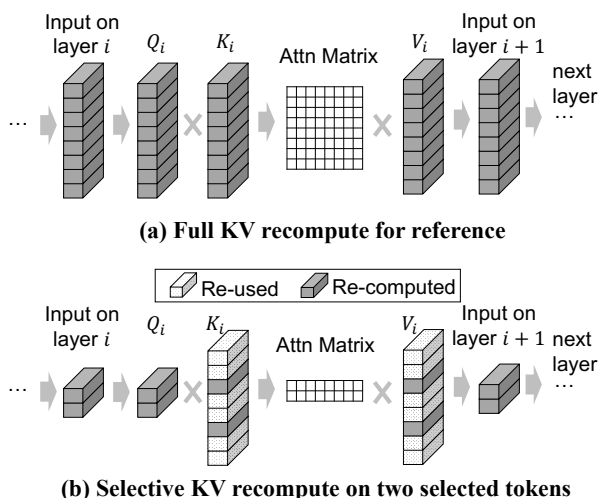 Input on
layer i
Q_i
K_i
Attn Matrix
V_i
Input on
layer i + 1
next
layer
...
...
(a) Full KV recompute for reference
Re-used
Re-computed
Input on
layer i
Q_i
K_i
Attn Matrix
V_i
Input on
layer i + 1
next
layer
...
...
(b) Selective KV recompute on two selected tokens